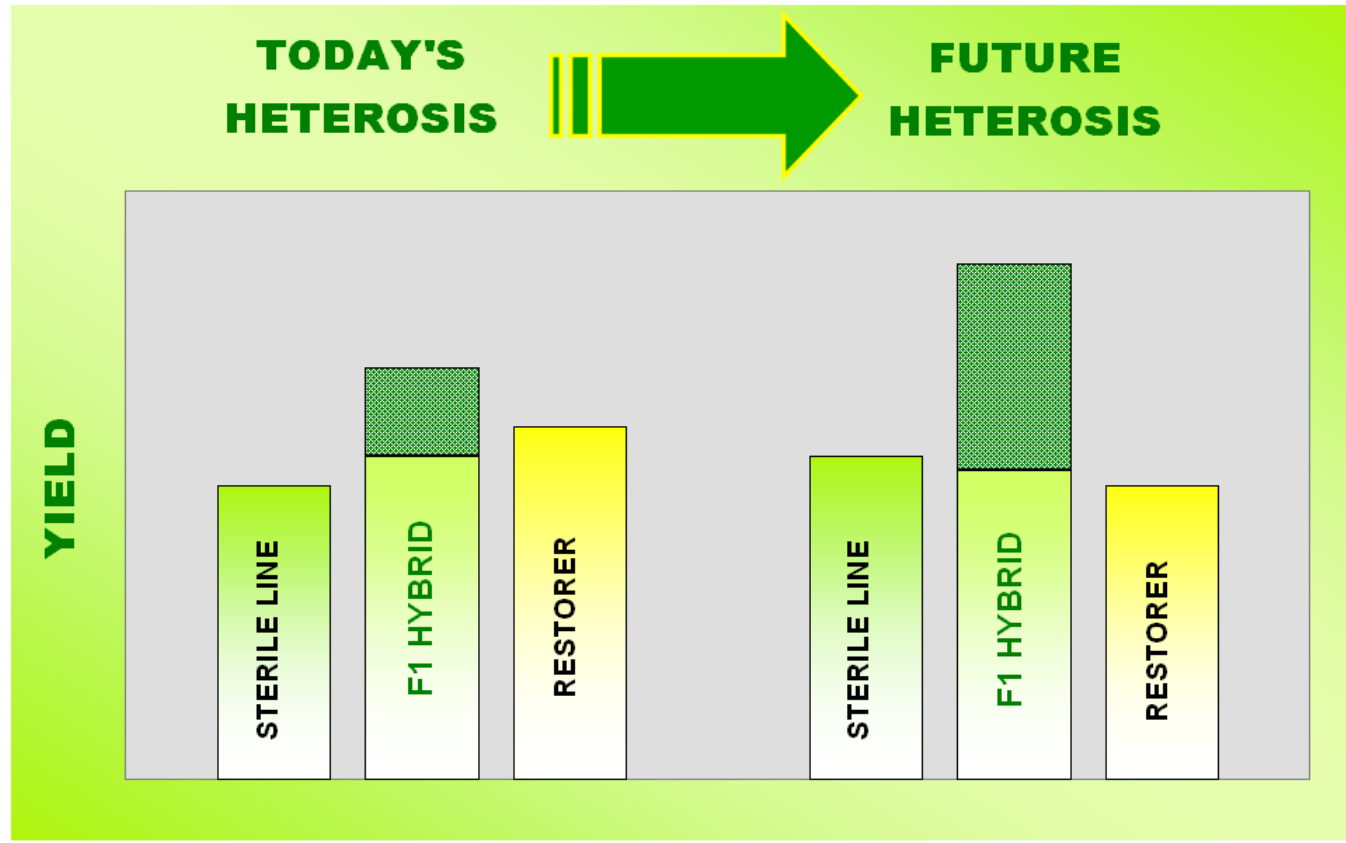 TODAY'S
HETEROSIS
FUTURE
HETEROSIS
YIELD
STERILE LINE
F1 HYBRID
RESTORER
STERILE LINE
F1 HYBRID
RESTORER